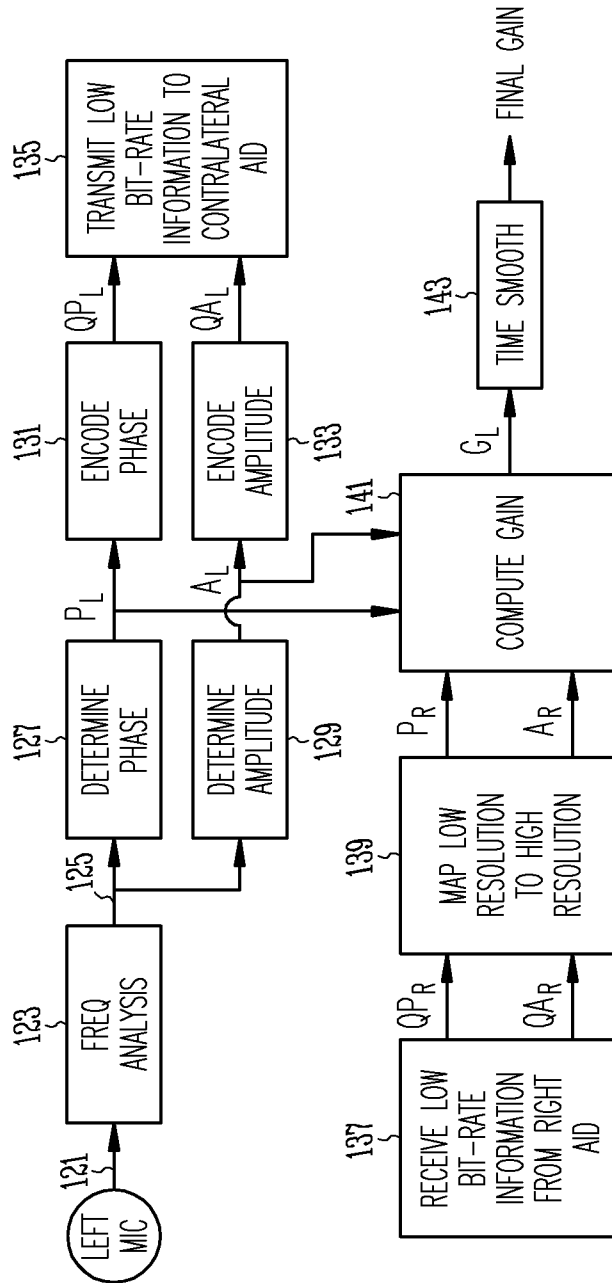 LEFT
MIC
121
123
FREQ
ANALYSIS
125
127
DETERMINE
PHASE
P_L
131
ENCODE
PHASE
QP_L
135
TRANSMIT LOW
BIT-RATE
INFORMATION TO
CONTRALATERAL
AID
DETERMINE
AMPLITUDE
129
A_L
ENCODE
AMPLITUDE
133
QA_L
137
RECEIVE LOW
BIT-RATE
INFORMATION
FROM RIGHT
AID
QP_R
QA_R
139
MAP LOW
RESOLUTION
TO HIGH
RESOLUTION
P_R
A_R
141
COMPUTE GAIN
G_L
143
TIME SMOOTH
FINAL GAIN